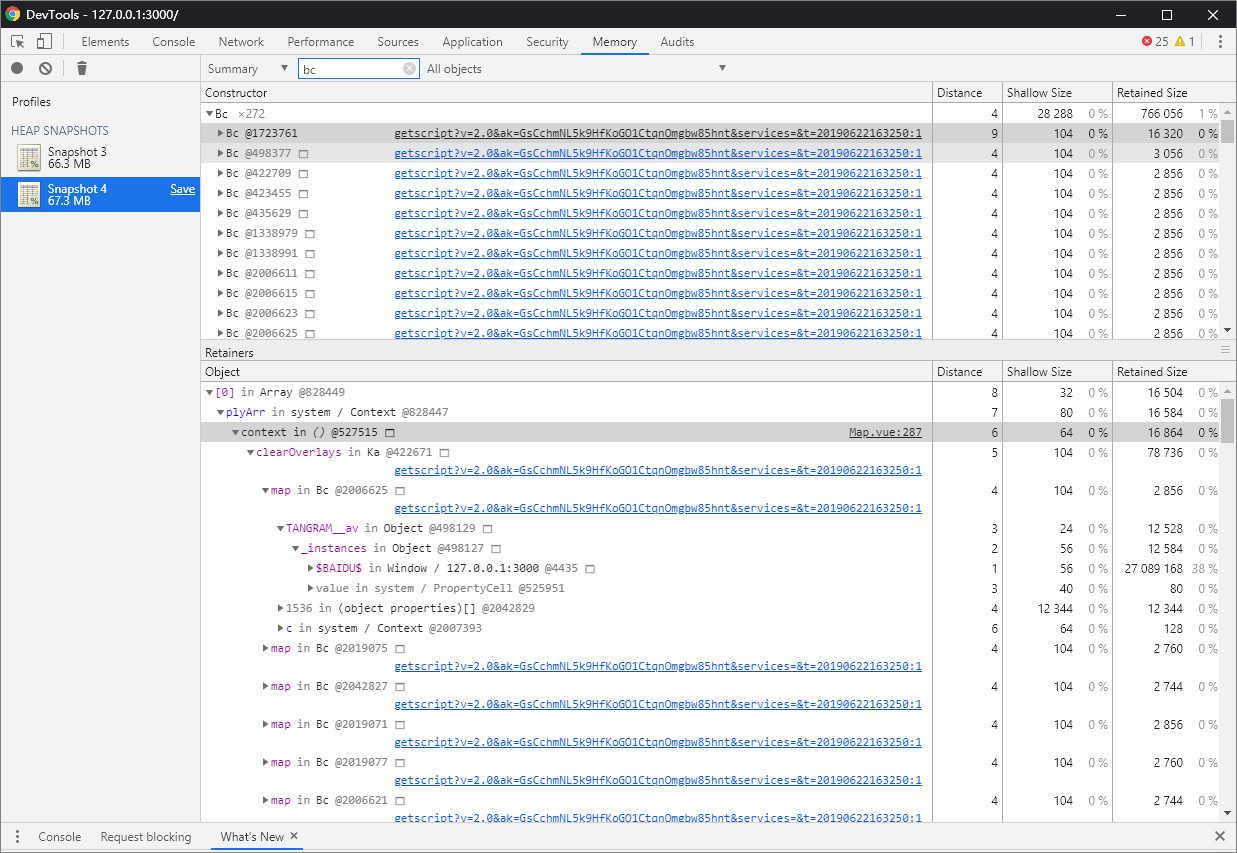 DevTools - 127.0.0.1:3000/
Elements Console Network Performance Sources Application Security Memory Audits 25 1
Summary bc All objects
Profiles
HEAP SNAPSHOTS
Snapshot 3
66.3 MB
Snapshot 4 Save
67.3 MB
Constructor Distance Shallow Size Retained Size
Bc ×272 4 28 288 0 % 766 056 1 %
Bc @1723761 getscript?v=2.0&ak=GsCchmNL5k9HfKoGO1CtqnOmgbw85hnt&services=&t=20190622163250:1 9 104 0 % 16 320 0 %
Bc @498377 getscript?v=2.0&ak=GsCchmNL5k9HfKoGO1CtqnOmgbw85hnt&services=&t=20190622163250:1 4 104 0 % 3 056 0 %
Bc @422709 getscript?v=2.0&ak=GsCchmNL5k9HfKoGO1CtqnOmgbw85hnt&services=&t=20190622163250:1 4 104 0 % 2 856 0 %
Bc @423455 getscript?v=2.0&ak=GsCchmNL5k9HfKoGO1CtqnOmgbw85hnt&services=&t=20190622163250:1 4 104 0 % 2 856 0 %
Bc @435629 getscript?v=2.0&ak=GsCchmNL5k9HfKoGO1CtqnOmgbw85hnt&services=&t=20190622163250:1 4 104 0 % 2 856 0 %
Bc @1338979 getscript?v=2.0&ak=GsCchmNL5k9HfKoGO1CtqnOmgbw85hnt&services=&t=20190622163250:1 4 104 0 % 2 856 0 %
Bc @1338991 getscript?v=2.0&ak=GsCchmNL5k9HfKoGO1CtqnOmgbw85hnt&services=&t=20190622163250:1 4 104 0 % 2 856 0 %
Bc @2006611 getscript?v=2.0&ak=GsCchmNL5k9HfKoGO1CtqnOmgbw85hnt&services=&t=20190622163250:1 4 104 0 % 2 856 0 %
Bc @2006615 getscript?v=2.0&ak=GsCchmNL5k9HfKoGO1CtqnOmgbw85hnt&services=&t=20190622163250:1 4 104 0 % 2 856 0 %
Bc @2006623 getscript?v=2.0&ak=GsCchmNL5k9HfKoGO1CtqnOmgbw85hnt&services=&t=20190622163250:1 4 104 0 % 2 856 0 %
Bc @2006625 getscript?v=2.0&ak=GsCchmNL5k9HfKoGO1CtqnOmgbw85hnt&services=&t=20190622163250:1 4 104 0 % 2 856 0 %
Retainers
Object Distance Shallow Size Retained Size
[0] in Array @828449 8 32 0 % 16 504 0 %
plyArr in system / Context @828447 7 80 0 % 16 584 0 %
context in () @527515 Map.vue:287 6 64 0 % 16 864 0 %
clearOverlays in Ka @422671 5 104 0 % 78 736 0 %
getscript?v=2.0&ak=GsCchmNL5k9HfKoGO1CtqnOmgbw85hnt&services=&t=20190622163250:1
map in Bc @2006625 4 104 0 % 2 856 0 %
getscript?v=2.0&ak=GsCchmNL5k9HfKoGO1CtqnOmgbw85hnt&services=&t=20190622163250:1
TANGRAM__av in Object @498129 3 24 0 % 12 528 0 %
_instances in Object @498127 2 56 0 % 12 584 0 %
$BAIDU$ in Window / 127.0.0.1:3000 @4435 1 56 0 % 27 089 168 38 %
value in system / PropertyCell @525951 3 40 0 % 80 0 %
1536 in (object properties)[] @2042829 4 12 344 0 % 12 344 0 %
c in system / Context @2007393 6 64 0 % 128 0 %
map in Bc @2019075 4 104 0 % 2 760 0 %
getscript?v=2.0&ak=GsCchmNL5k9HfKoGO1CtqnOmgbw85hnt&services=&t=20190622163250:1
map in Bc @2042827 4 104 0 % 2 744 0 %
getscript?v=2.0&ak=GsCchmNL5k9HfKoGO1CtqnOmgbw85hnt&services=&t=20190622163250:1
map in Bc @2019071 4 104 0 % 2 856 0 %
getscript?v=2.0&ak=GsCchmNL5k9HfKoGO1CtqnOmgbw85hnt&services=&t=20190622163250:1
map in Bc @2019077 4 104 0 % 2 760 0 %
getscript?v=2.0&ak=GsCchmNL5k9HfKoGO1CtqnOmgbw85hnt&services=&t=20190622163250:1
map in Bc @2006621 4 104 0 % 2 744 0 %
getscript?v=2.0&ak=GsCchmNL5k9HfKoGO1CtqnOmgbw85hnt&services=&t=20190622163250:1
Console Request blocking What's New